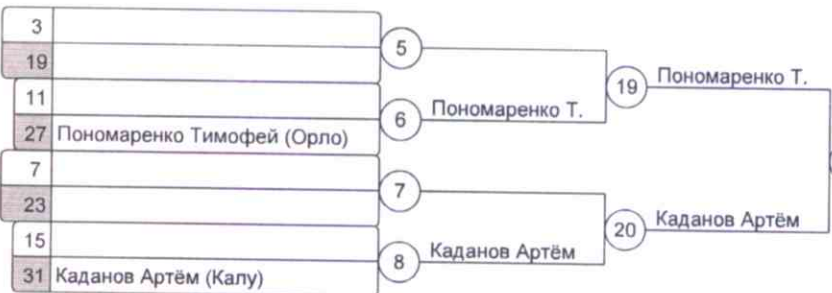 3
19
5
Пономаренко Т.
19
11
6
Пономаренко Т.
27 Пономаренко Тимофей (Орло)
7
7
23
Каданов Артём
20
15
8
Каданов Артём
31 Каданов Артём (Калу)